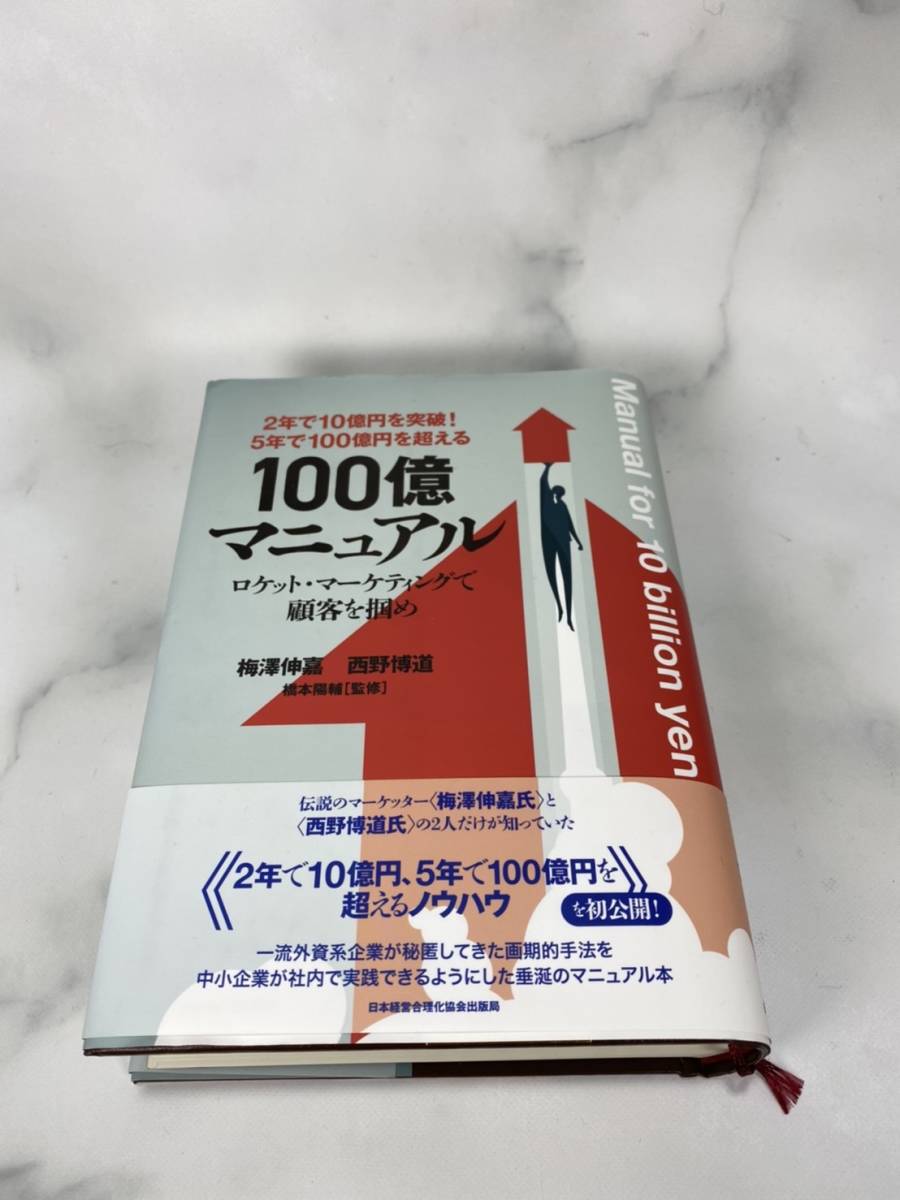 2年で10億円を突破!
5年で100億円を超える
100億
マニュアル
ロケット・マーケティングで
顧客を掴め
梅澤伸嘉 西野博道
橋本陽輔[監修]
Manual for 10 billion yen
伝説のマーケッター〈梅澤伸嘉氏〉と
〈西野博道氏〉の2人だけが知っていた
《2年で10億円、5年で100億円を
超えるノウハウ》
を初公開!
一流外資系企業が秘匿してきた画期的手法を
中小企業が社内で実践できるようにした垂涎のマニュアル本
日本経営合理化協会出版局